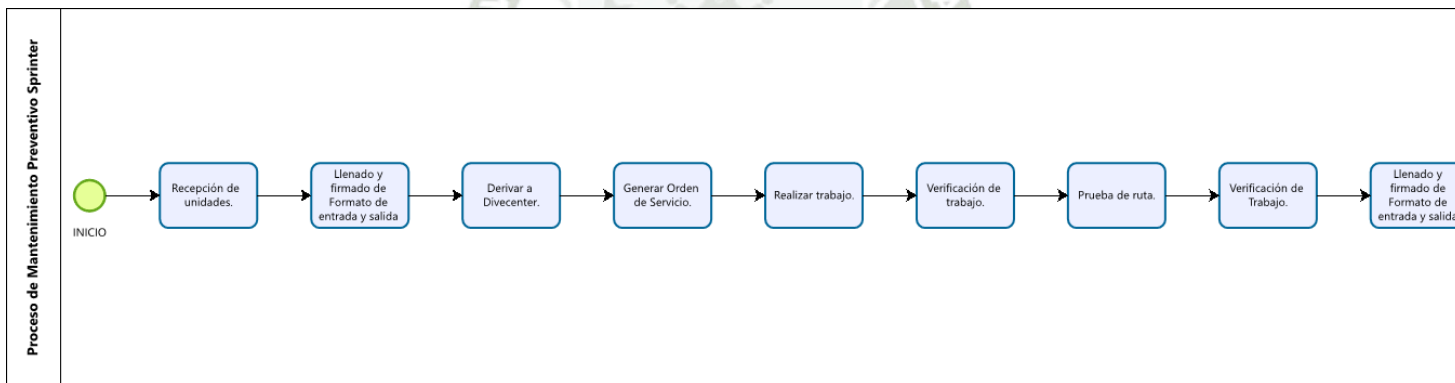 Proceso de Mantenimiento Preventivo Sprinter
INICIO
Recepción de
unidades.
Llenado y
firmado de
Formato de
entrada y salida
Derivar a
Divecenter.
Generar Orden
de Servicio.
Realizar trabajo.
Verificación de
trabajo.
Prueba de ruta.
Verificación de
Trabajo.
Llenado y
firmado de
Formato de
entrada y salida